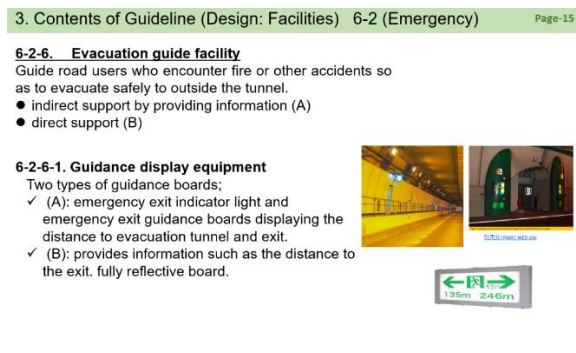 3. Contents of Guideline (Design: Facilities) 6-2 (Emergency)
Page-15
6-2-6. Evacuation guide facility
Guide road users who encounter fire or other accidents so
as to evacuate safely to outside the tunnel.
● indirect support by providing information (A)
● direct support (B)
6-2-6-1. Guidance display equipment
Two types of guidance boards;
✓ (A): emergency exit indicator light and
emergency exit guidance boards displaying the
distance to evacuation tunnel and exit.
✓ (B): provides information such as the distance to
the exit. fully reflective board.
135m 246m